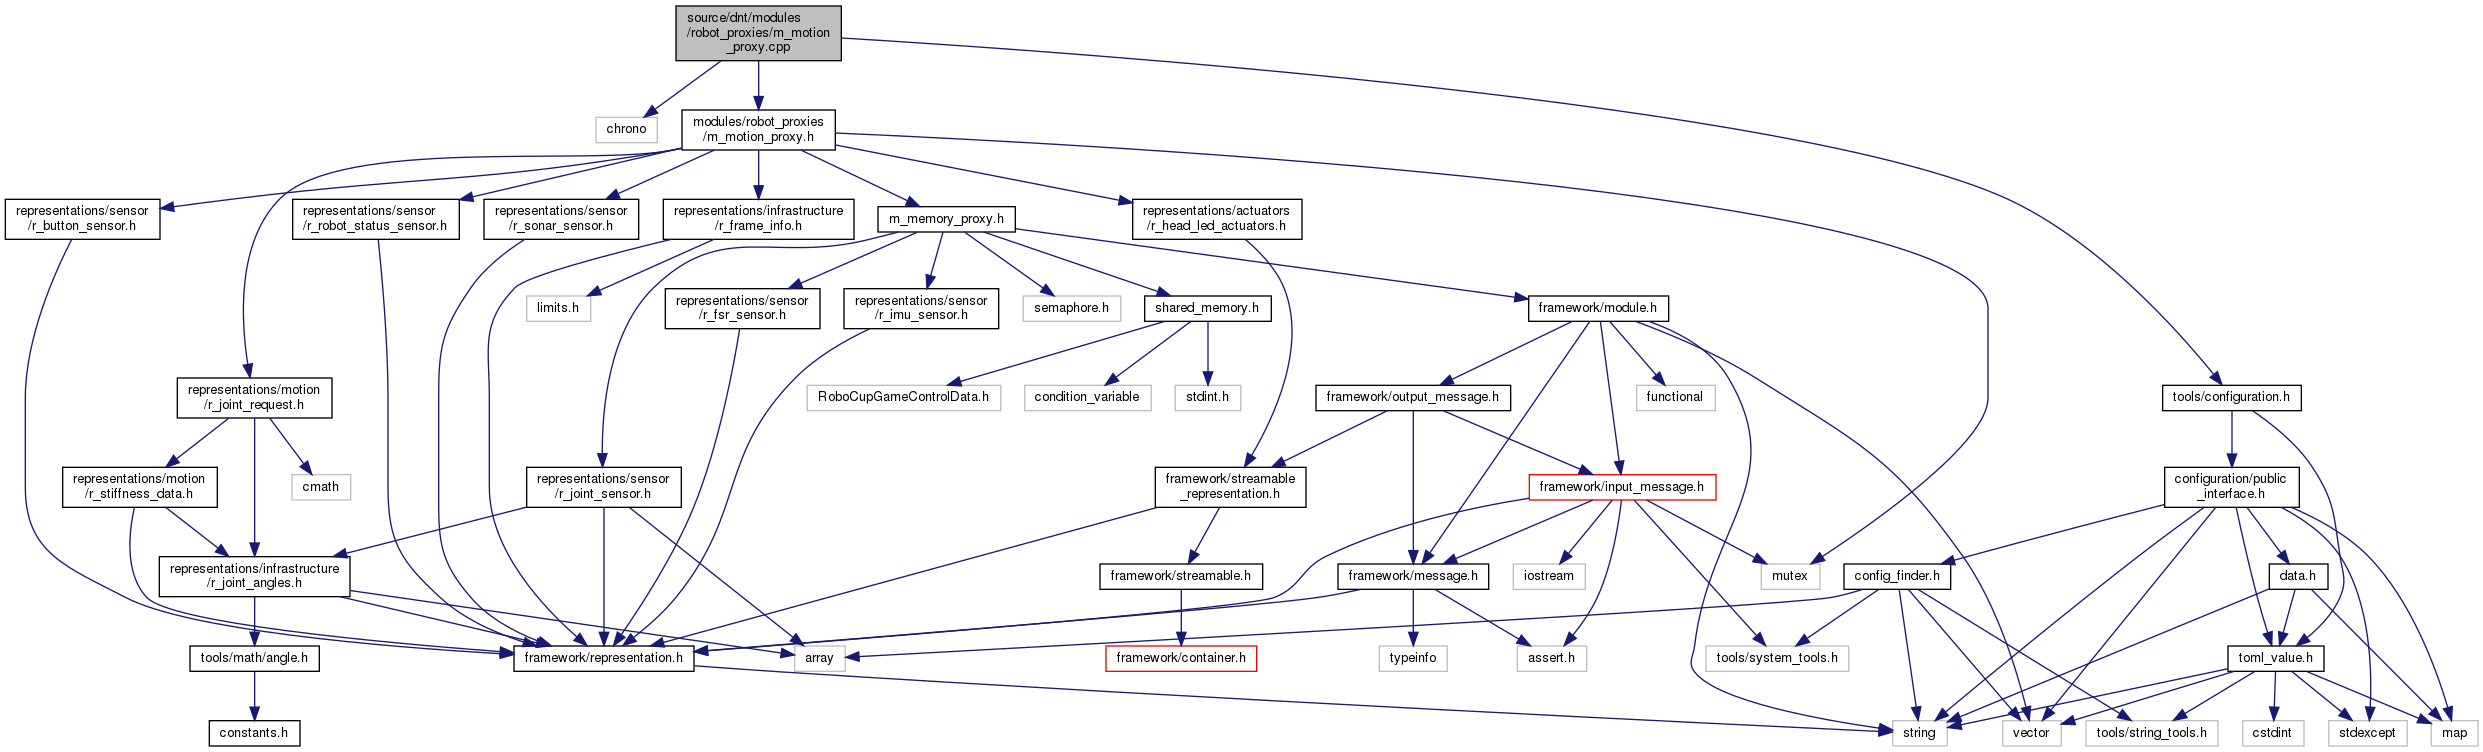 source/dnt/modules
/robot_proxies/m_motion
_proxy.cpp
chrono
modules/robot_proxies
/m_motion_proxy.h
representations/sensor
/r_button_sensor.h
representations/sensor
/r_robot_status_sensor.h
representations/sensor
/r_sonar_sensor.h
representations/infrastructure
/r_frame_info.h
m_memory_proxy.h
representations/actuators
/r_head_led_actuators.h
limits.h
representations/sensor
/r_fsr_sensor.h
representations/sensor
/r_imu_sensor.h
semaphore.h
shared_memory.h
framework/module.h
representations/motion
/r_joint_request.h
RoboCupGameControlData.h
condition_variable
stdint.h
framework/output_message.h
functional
tools/configuration.h
representations/motion
/r_stiffness_data.h
cmath
representations/sensor
/r_joint_sensor.h
framework/streamable
_representation.h
framework/input_message.h
configuration/public
_interface.h
representations/infrastructure
/r_joint_angles.h
framework/streamable.h
framework/message.h
iostream
mutex
config_finder.h
data.h
tools/math/angle.h
framework/representation.h
array
framework/container.h
typeinfo
assert.h
tools/system_tools.h
toml_value.h
constants.h
string
vector
tools/string_tools.h
cstdint
stdexcept
map